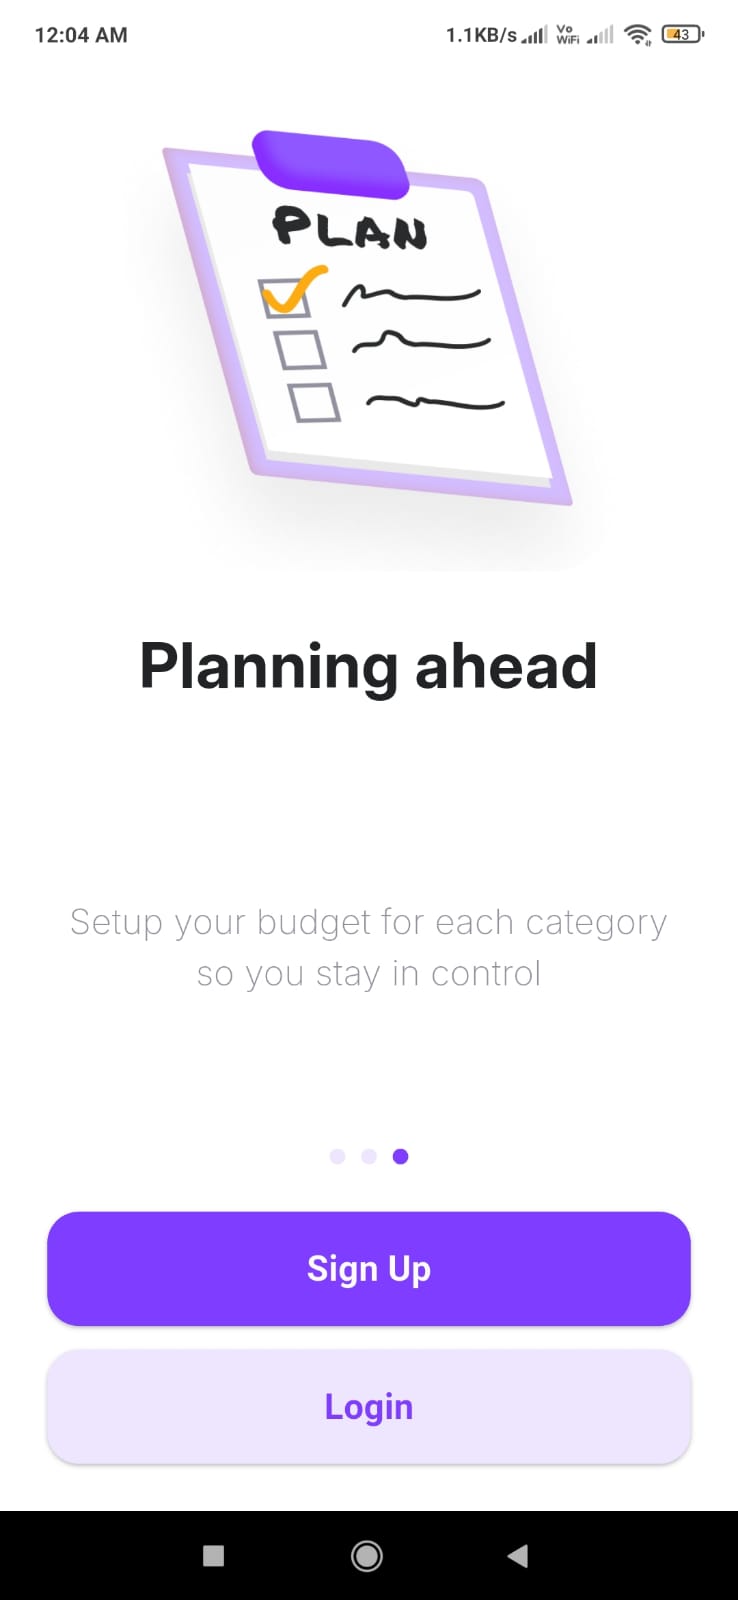 12:04 AM 1.1KB/s Vo WiFi 43
PLAN
Planning ahead
Setup your budget for each category
so you stay in control
Sign Up
Login